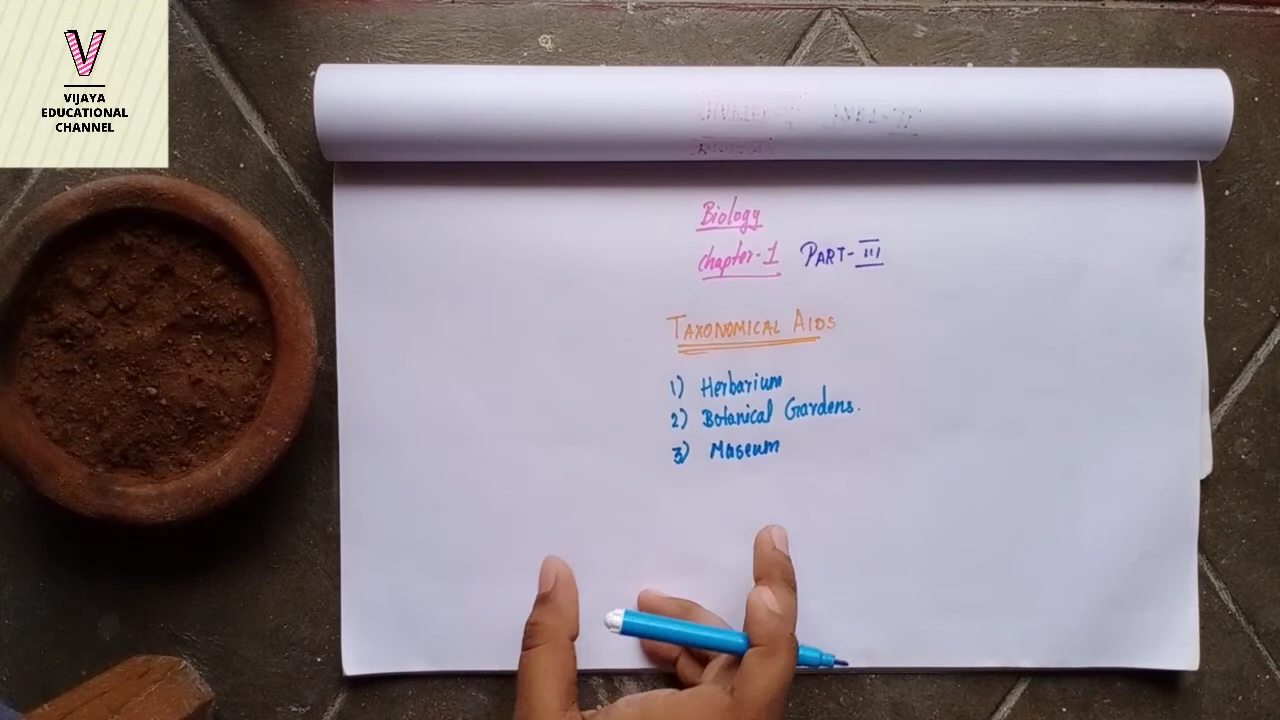 V
VIJAYA
EDUCATIONAL
CHANNEL
Biology
chapter-1 PART-III
TAXONOMICAL AIDS
1) Herbarium
2) Botanical Gardens.
3) Museum